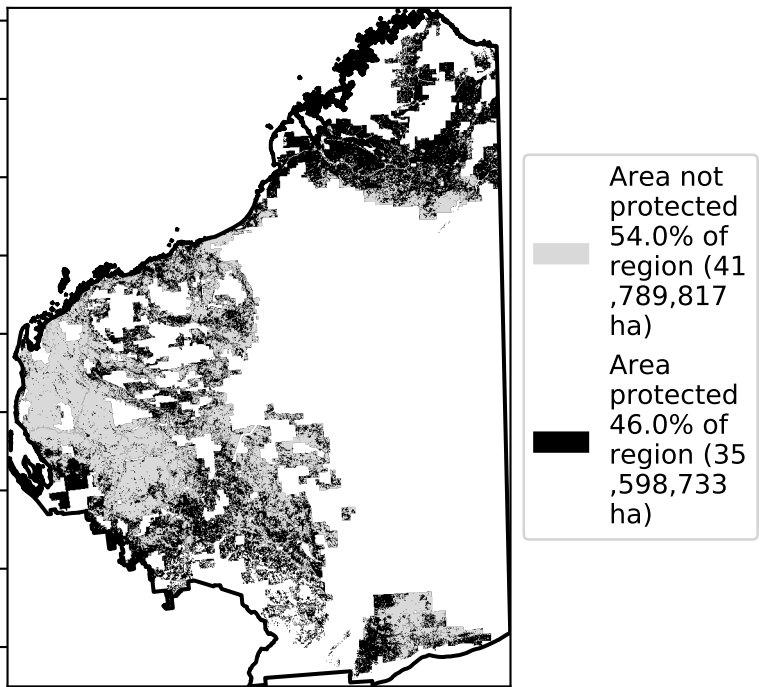 Area not
protected
54.0% of
region (41
,789,817
ha)
Area
protected
46.0% of
region (35
,598,733
ha)